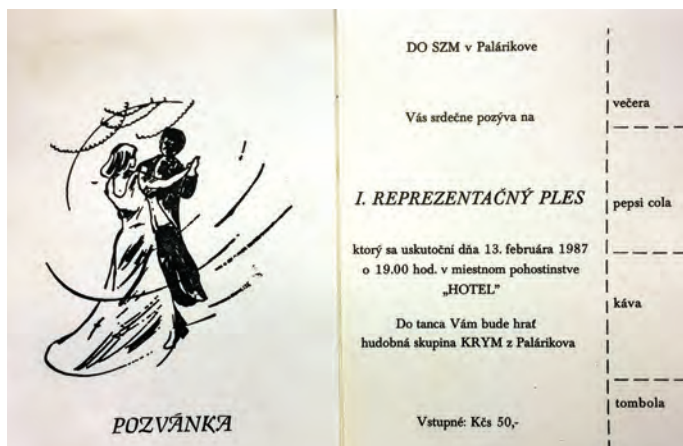 POZVÁNKA
DO SZM v Palárikove
Vás srdečne pozýva na
I. REPREZENTAČNÝ PLES
ktorý sa uskutoční dňa 13. februára 1987
o 19.00 hod. v miestnom pohostinstve
„HOTEL”
Do tanca Vám bude hrať
hudobná skupina KRYM z Palárikova
Vstupné: Kčs 50,-
večera
pepsi cola
káva
tombola